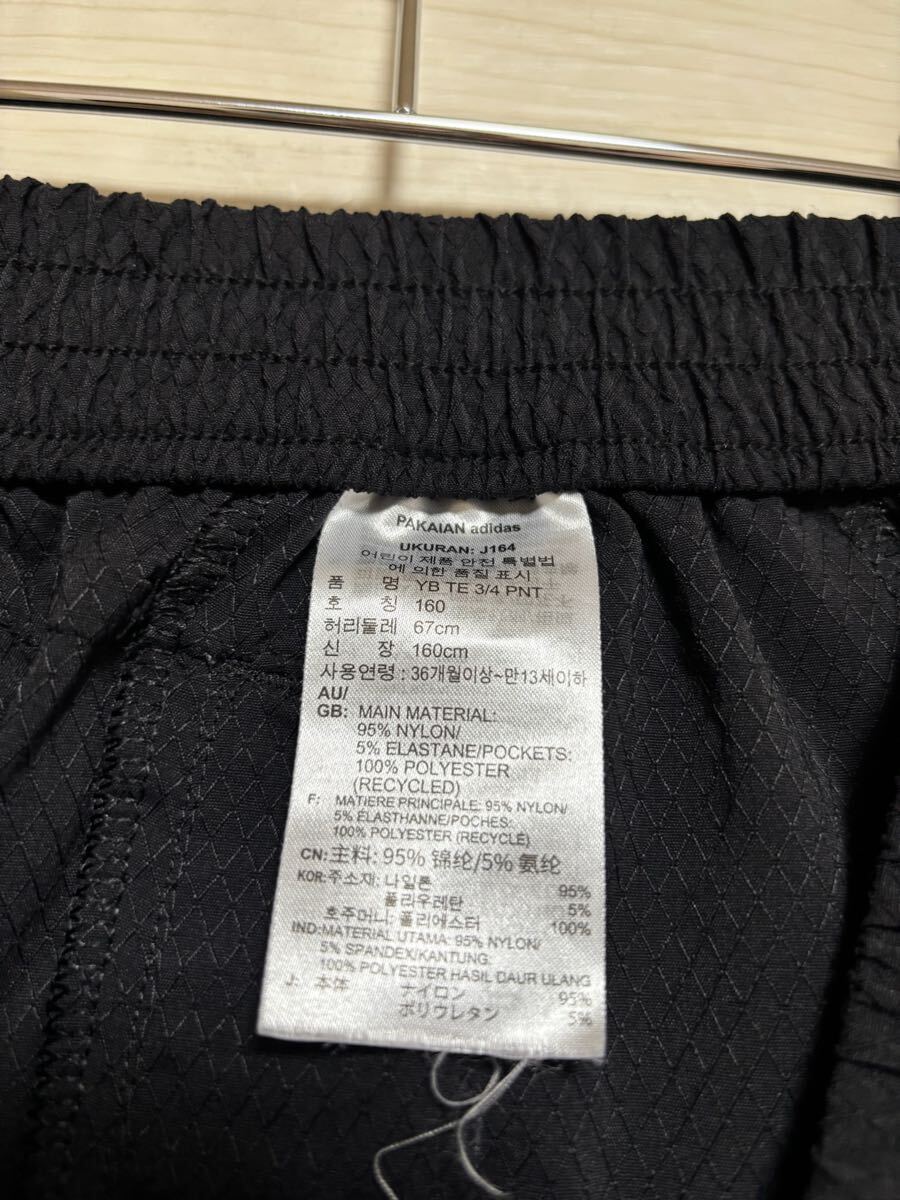 PAKAIAN adidas
UKURAN: J164
어린이 제품 안전 특별법
에 의한 품질 표시
품 명 YB TE 3/4 PNT
호 칭 160
허리둘레 67cm
신 장 160cm
사용연령 : 36개월이상~만13세이하
AU/
GB: MAIN MATERIAL:
95% NYLON/
5% ELASTANE/POCKETS:
100% POLYESTER
(RECYCLED)
F: MATIERE PRINCIPALE: 95% NYLON/
5% ELASTHANNE/POCHES:
100% POLYESTER (RECYCLE)
CN: 主料: 95% 锦纶/5% 氨纶
KOR: 주소재: 나일론 95%
폴리우레탄 5%
호주머니: 폴리에스터 100%
IND: MATERIAL UTAMA: 95% NYLON/
5% SPANDEX/KANTUNG:
100% POLYESTER HASIL DAUR ULANG
J: 本体 ナイロン 95%
ポリウレタン 5%